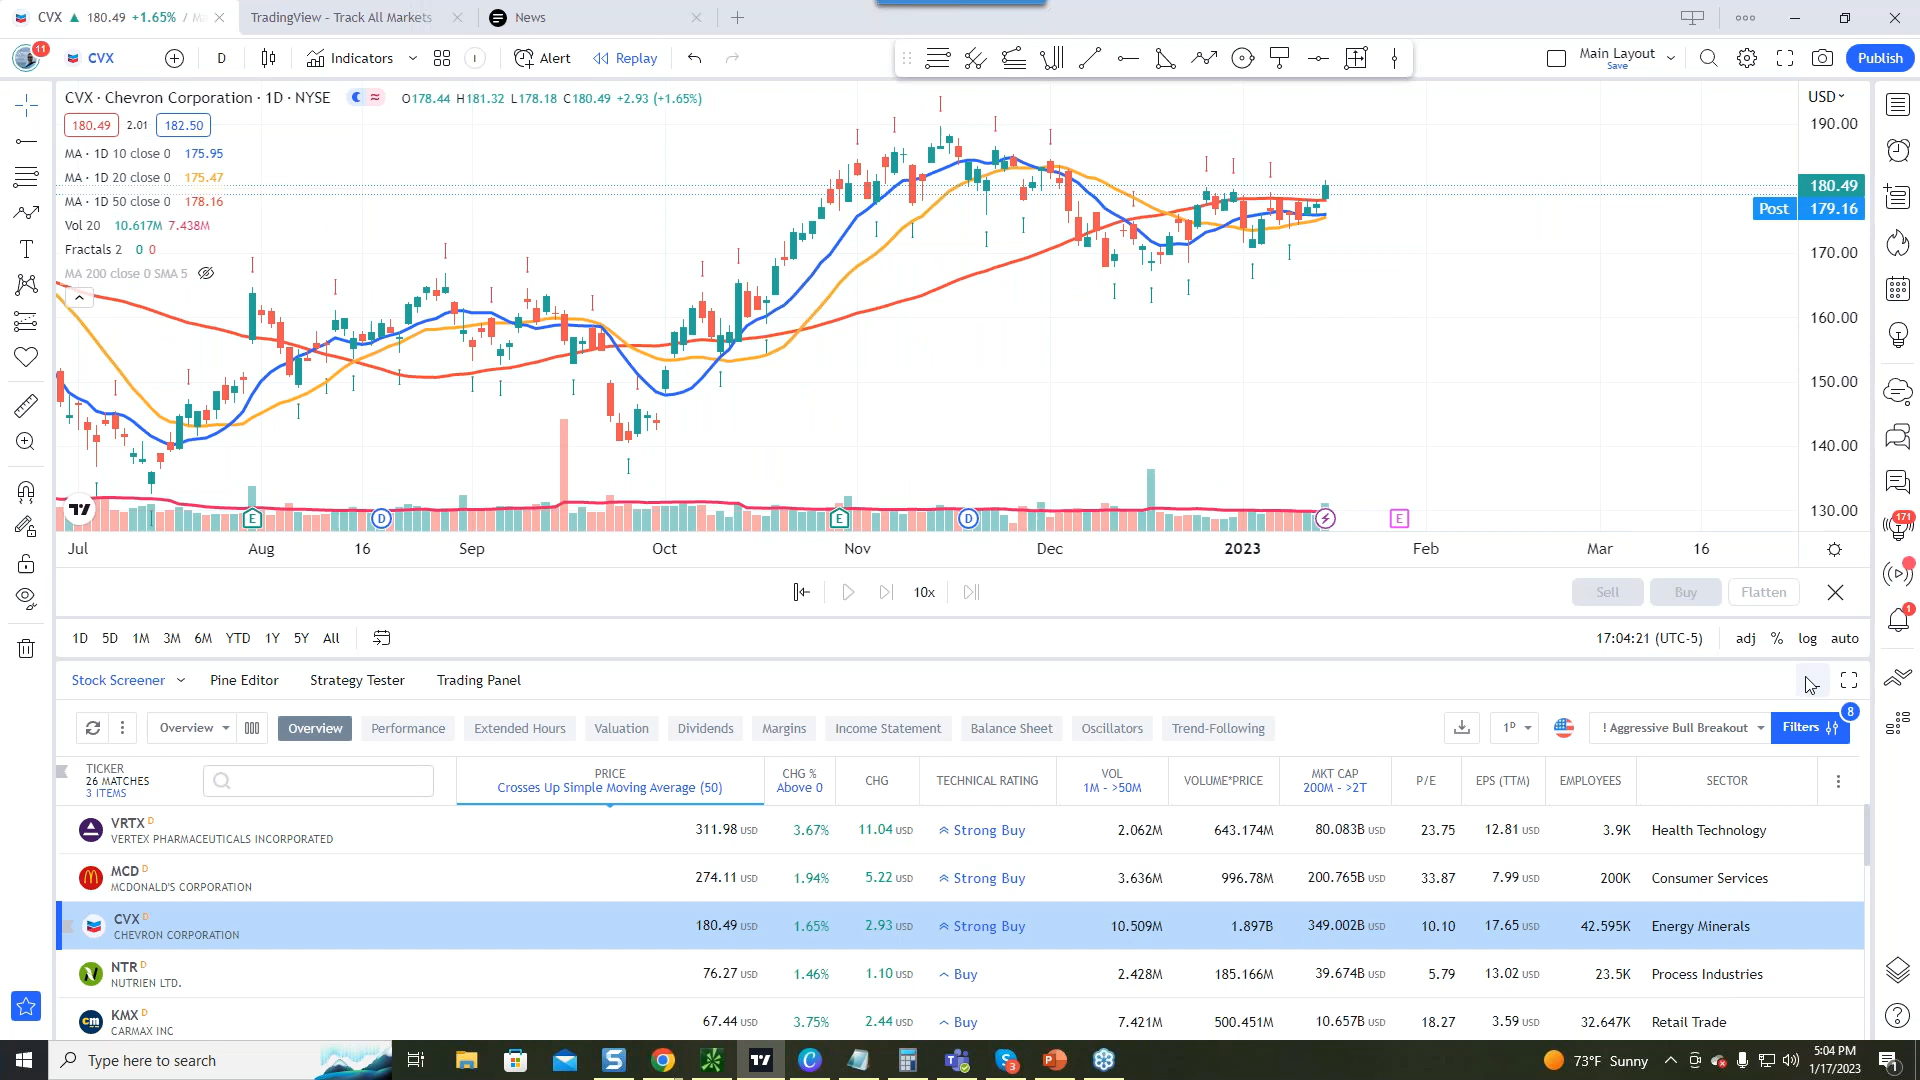 CVX ▲ 180.49 +1.65% /
TradingView - Track All Markets
News
11
CVX
D
Indicators
Alert
Replay
Main Layout
Save
Publish
CVX · Chevron Corporation · 1D · NYSE
O178.44 H181.32 L178.18 C180.49 +2.93 (+1.65%)
180.49 2.01 182.50
MA · 1D 10 close 0 175.95
MA · 1D 20 close 0 175.47
MA · 1D 50 close 0 178.16
Vol 20 10.617M 7.438M
Fractals 2 0 0
MA 200 close 0 SMA 5
USD
190.00
180.49
Post 179.16
170.00
160.00
150.00
140.00
130.00
E D E D E
Jul Aug 16 Sep Oct Nov Dec 2023 Feb Mar 16
171
1
10x
Sell Buy Flatten
1D 5D 1M 3M 6M YTD 1Y 5Y All
17:04:21 (UTC-5) adj % log auto
Stock Screener Pine Editor Strategy Tester Trading Panel
Overview Overview Performance Extended Hours Valuation Dividends Margins Income Statement Balance Sheet Oscillators Trend-Following
1D ! Aggressive Bull Breakout Filters 8
TICKER PRICE CHG % CHG TECHNICAL RATING VOL VOLUME*PRICE MKT CAP P/E EPS (TTM) EMPLOYEES SECTOR
26 MATCHES Crosses Up Simple Moving Average (50) Above 0 1M - >50M 200M - >2T
3 ITEMS
VRTX D 311.98 USD 3.67% 11.04 USD Strong Buy 2.062M 643.174M 80.083B USD 23.75 12.81 USD 3.9K Health Technology
VERTEX PHARMACEUTICALS INCORPORATED
MCD D 274.11 USD 1.94% 5.22 USD Strong Buy 3.636M 996.78M 200.765B USD 33.87 7.99 USD 200K Consumer Services
MCDONALD'S CORPORATION
CVX D 180.49 USD 1.65% 2.93 USD Strong Buy 10.509M 1.897B 349.002B USD 10.10 17.65 USD 42.595K Energy Minerals
CHEVRON CORPORATION
NTR D 76.27 USD 1.46% 1.10 USD Buy 2.428M 185.166M 39.674B USD 5.79 13.02 USD 23.5K Process Industries
NUTRIEN LTD.
KMX D 67.44 USD 3.75% 2.44 USD Buy 7.421M 500.451M 10.657B USD 18.27 3.59 USD 32.647K Retail Trade
CARMAX INC
Type here to search
73°F Sunny
5:04 PM
1/17/2023